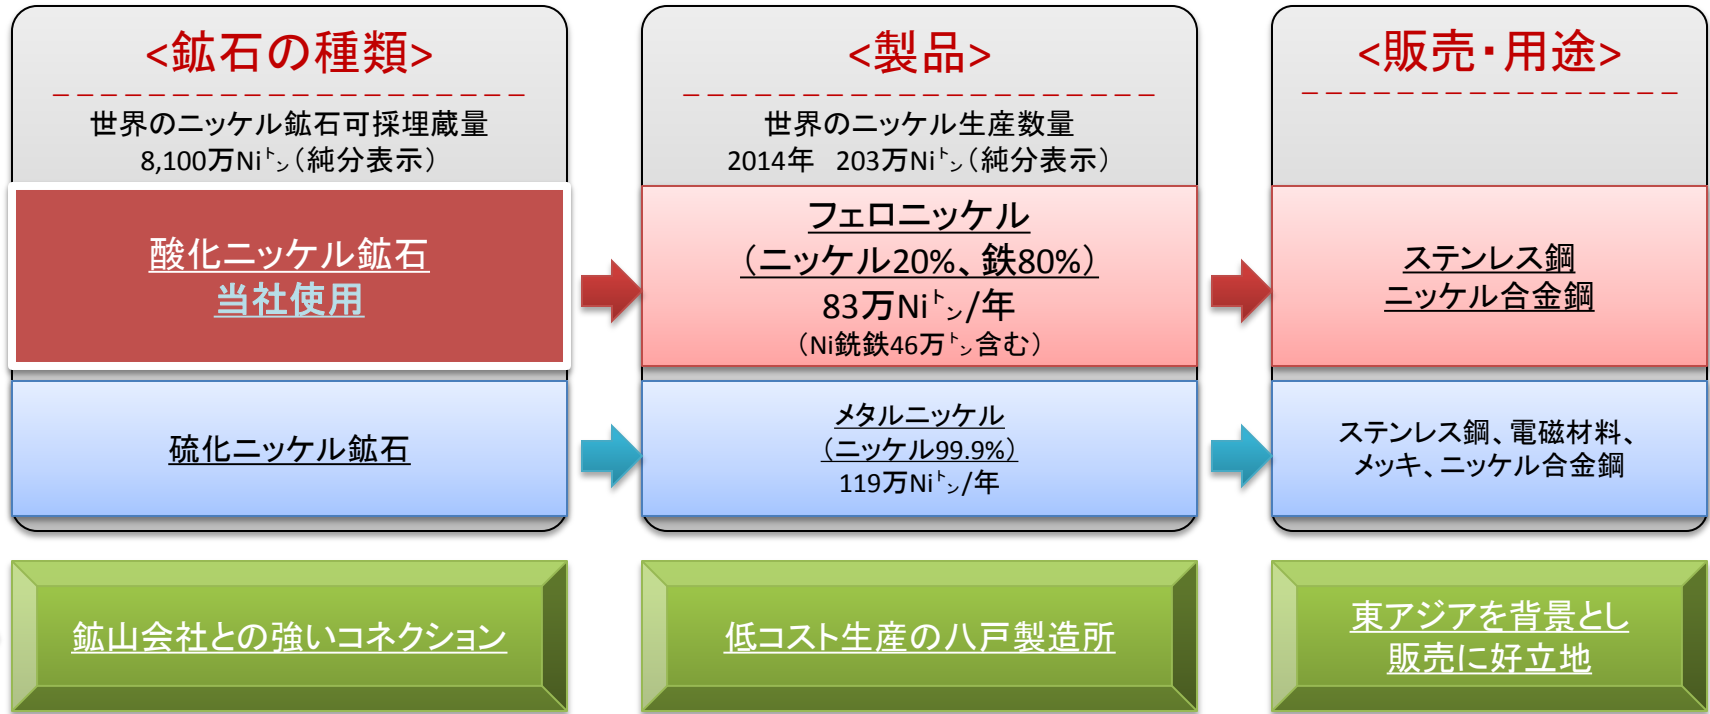 <鉱石の種類>
世界のニッケル鉱石可採埋蔵量
8,100万Niトン(純分表示)
酸化ニッケル鉱石
当社使用
硫化ニッケル鉱石
鉱山会社との強いコネクション
<製品>
世界のニッケル生産数量
2014年 203万Niトン(純分表示)
フェロニッケル
(ニッケル20%、鉄80%)
83万Niトン/年
(Ni銑鉄46万トン含む)
メタルニッケル
(ニッケル99.9%)
119万Niトン/年
低コスト生産の八戸製造所
<販売・用途>
ステンレス鋼
ニッケル合金鋼
ステンレス鋼、電磁材料、
メッキ、ニッケル合金鋼
東アジアを背景とし
販売に好立地